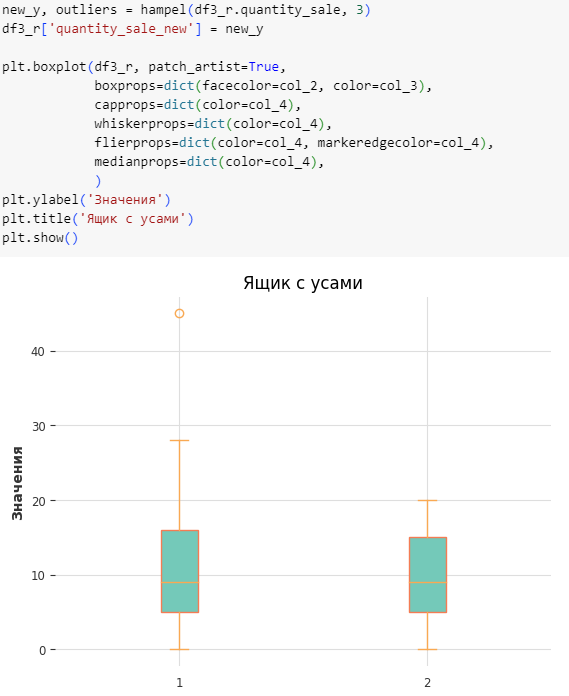 new_y, outliers = hampel(df3_r.quantity_sale, 3)
df3_r['quantity_sale_new'] = new_y
plt.boxplot(df3_r, patch_artist=True,
boxprops=dict(facecolor=col_2, color=col_3),
capprops=dict(color=col_4),
whiskerprops=dict(color=col_4),
flierprops=dict(color=col_4, markeredgecolor=col_4),
medianprops=dict(color=col_4),
)
plt.ylabel('Значения')
plt.title('Ящик с усами')
plt.show()
Ящик с усами
40
30
20
10
0
Значения
1 2